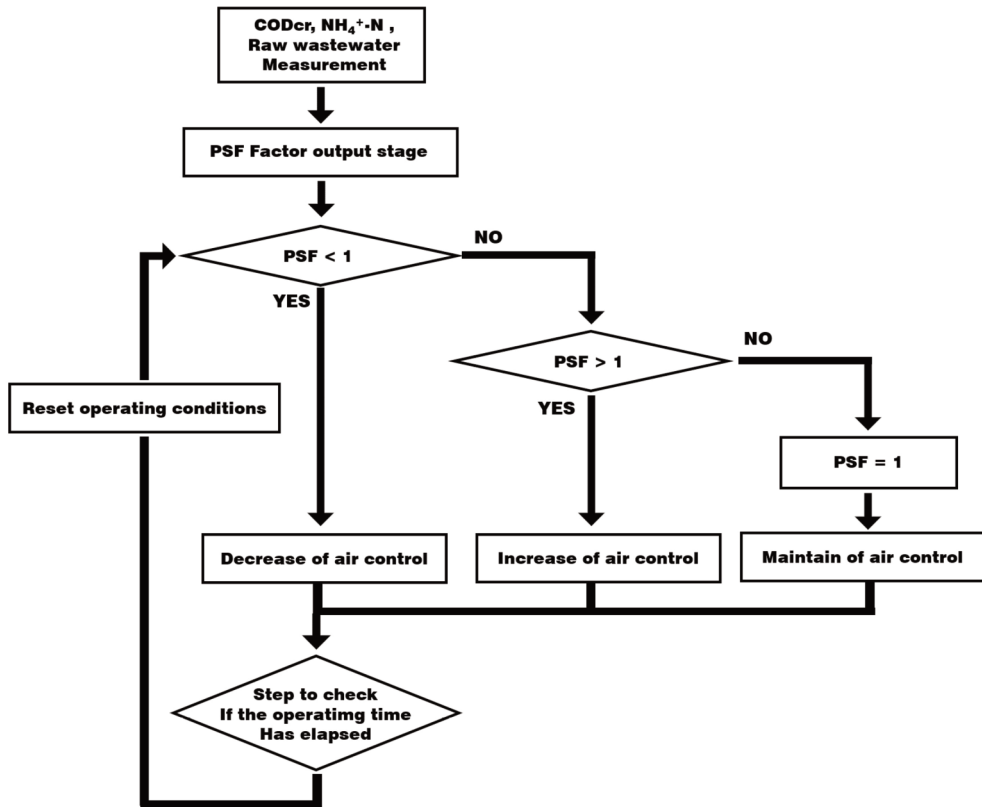 CODcr, NH₄⁺-N ,
Raw wastewater
Measurement
PSF Factor output stage
PSF < 1
NO
YES
PSF > 1
NO
YES
Reset operating conditions
PSF = 1
Decrease of air control
Increase of air control
Maintain of air control
Step to check
If the operatimg time
Has elapsed